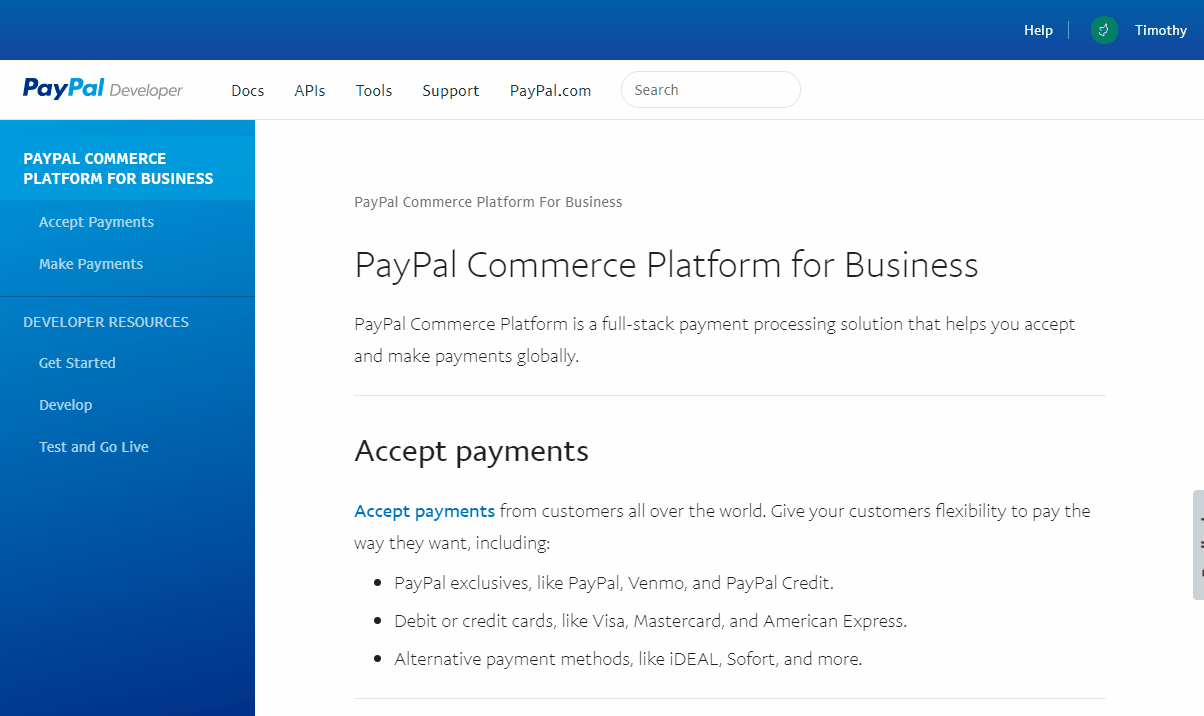 Help
Timothy
PayPal Developer
Docs
APIs
Tools
Support
PayPal.com
Search
PAYPAL COMMERCE
PLATFORM FOR BUSINESS
Accept Payments
Make Payments
DEVELOPER RESOURCES
Get Started
Develop
Test and Go Live
PayPal Commerce Platform For Business
PayPal Commerce Platform for Business
PayPal Commerce Platform is a full-stack payment processing solution that helps you accept
and make payments globally.
Accept payments
Accept payments from customers all over the world. Give your customers flexibility to pay the
way they want, including:
PayPal exclusives, like PayPal, Venmo, and PayPal Credit.
Debit or credit cards, like Visa, Mastercard, and American Express.
Alternative payment methods, like iDEAL, Sofort, and more.